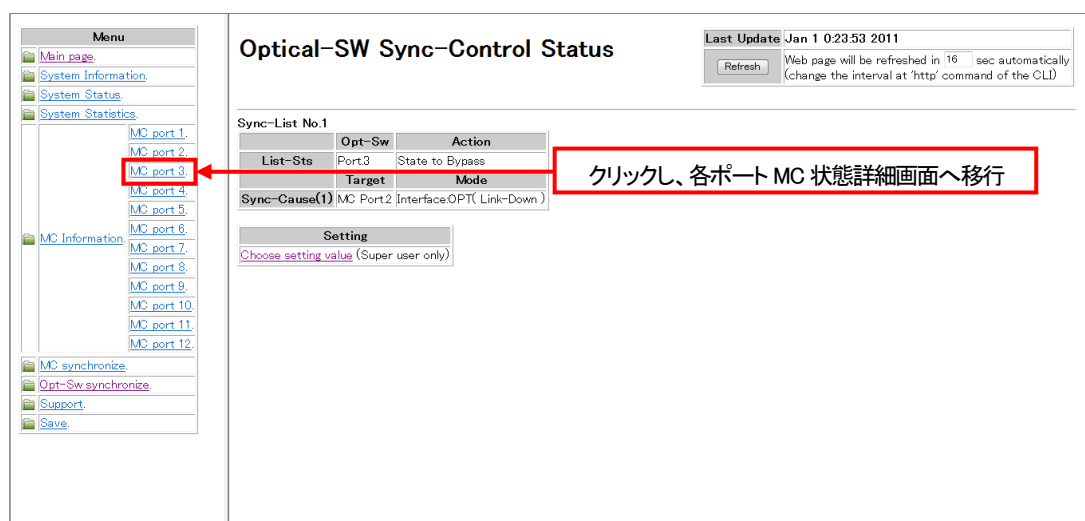 Menu
Main page.
System Information.
System Status.
System Statistics.
MC Information.
MC port 1.
MC port 2.
MC port 3.
MC port 4.
MC port 5.
MC port 6.
MC port 7.
MC port 8.
MC port 9.
MC port 10.
MC port 11.
MC port 12.
MC synchronize.
Opt-Sw synchronize.
Support.
Save.
Optical-SW Sync-Control Status
Last Update Jan 1 0:23:53 2011
Refresh Web page will be refreshed in 16 sec automatically
(change the interval at 'http' command of the CLI)
Sync-List No.1
Opt-Sw Action
List-Sts Port.3 State to Bypass
Target Mode
Sync-Cause(1) MC Port.2 Interface:OPT( Link-Down )
Setting
Choose setting value (Super user only)
クリックし、各ポート MC 状態詳細画面へ移行